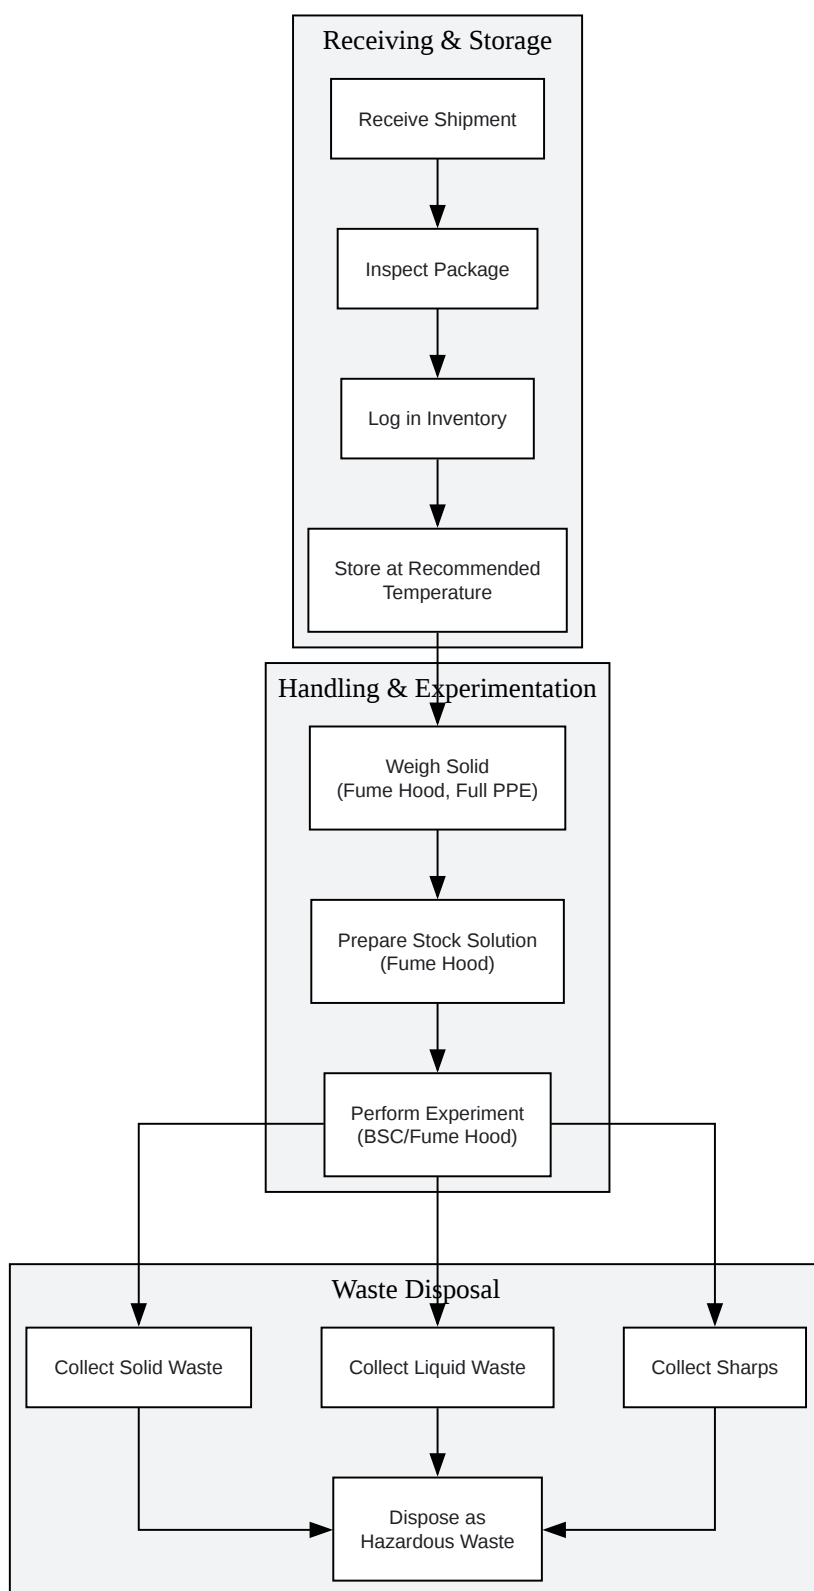 Receiving & Storage
Receive Shipment
Inspect Package
Log in Inventory
Store at Recommended
Temperature
Handling & Experimentation
Weigh Solid
(Fume Hood, Full PPE)
Prepare Stock Solution
(Fume Hood)
Perform Experiment
(BSC/Fume Hood)
Waste Disposal
Collect Solid Waste
Collect Liquid Waste
Collect Sharps
Dispose as
Hazardous Waste